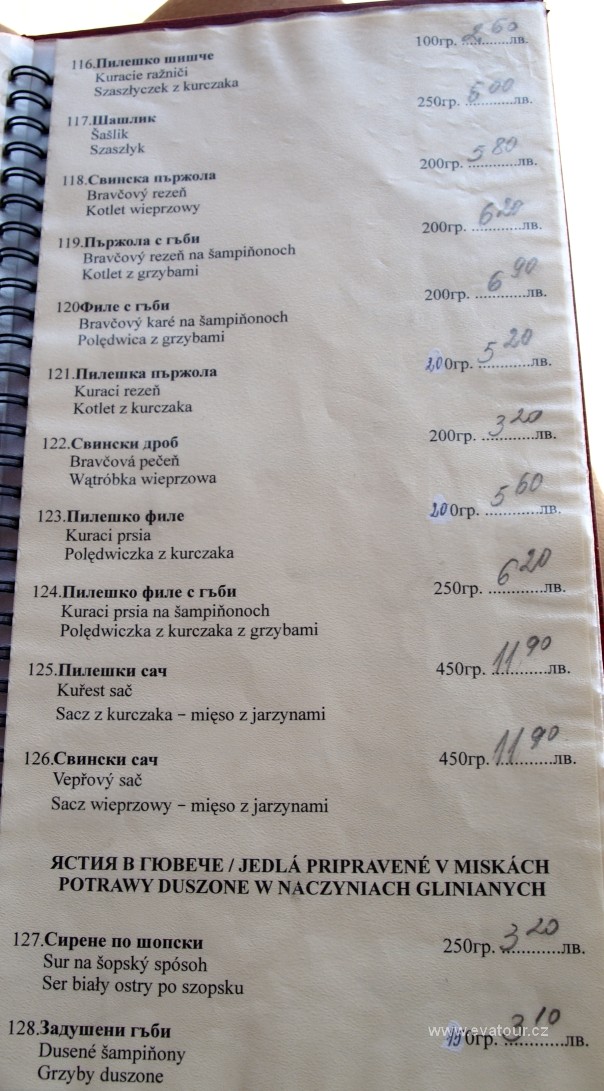 116.Пилешко шишче 100гр. 2 60 лв.
Kuracie ražniči
Szaszłyczek z kurczaka
117.Шашлик 250гр. 5 00 лв.
Šašlik
Szaszłyk
118.Свинска пържола 200гр. 5 80 лв.
Bravčový rezeň
Kotlet wieprzowy
119.Пържола с гъби 200гр. 6 20 лв.
Bravčový rezeň na šampiňonoch
Kotlet z grzybami
120Филе с гъби 200гр. 6 90 лв.
Bravčový karé na šampiňonoch
Polędwica z grzybami
121.Пилешка пържола 200гр. 5 20 лв.
Kuraci rezeň
Kotlet z kurczaka
122.Свински дроб 200гр. 3 20 лв.
Bravčová pečeň
Wątróbka wieprzowa
123.Пилешко филе 200гр. 5 60 лв.
Kuraci prsia
Polędwiczka z kurczaka
124.Пилешко филе с гъби 250гр. 6 20 лв.
Kuraci prsia na šampiňonoch
Polędwiczka z kurczaka z grzybami
125.Пилешки сач 450гр. 11 90 лв.
Kuřest sač
Sacz z kurczaka – mięso z jarzynami
126.Свински сач 450гр. 11 90 лв.
Vepřový sač
Sacz wieprzowy – mięso z jarzynami
ЯСТИЯ В ГЮВЕЧЕ / JEDLÁ PRIPRAVENÉ V MISKÁCH
POTRAWY DUSZONE W NACZYNIACH GLINIANYCH
127.Сирене по шопски 250гр. 3 20 лв.
Sur na šopský spósoh
Ser biały ostry po szopsku
128.Задушени гъби гр. 3 10 лв.
Dusené šampiňony
Grzyby duszone
www.evatour.cz